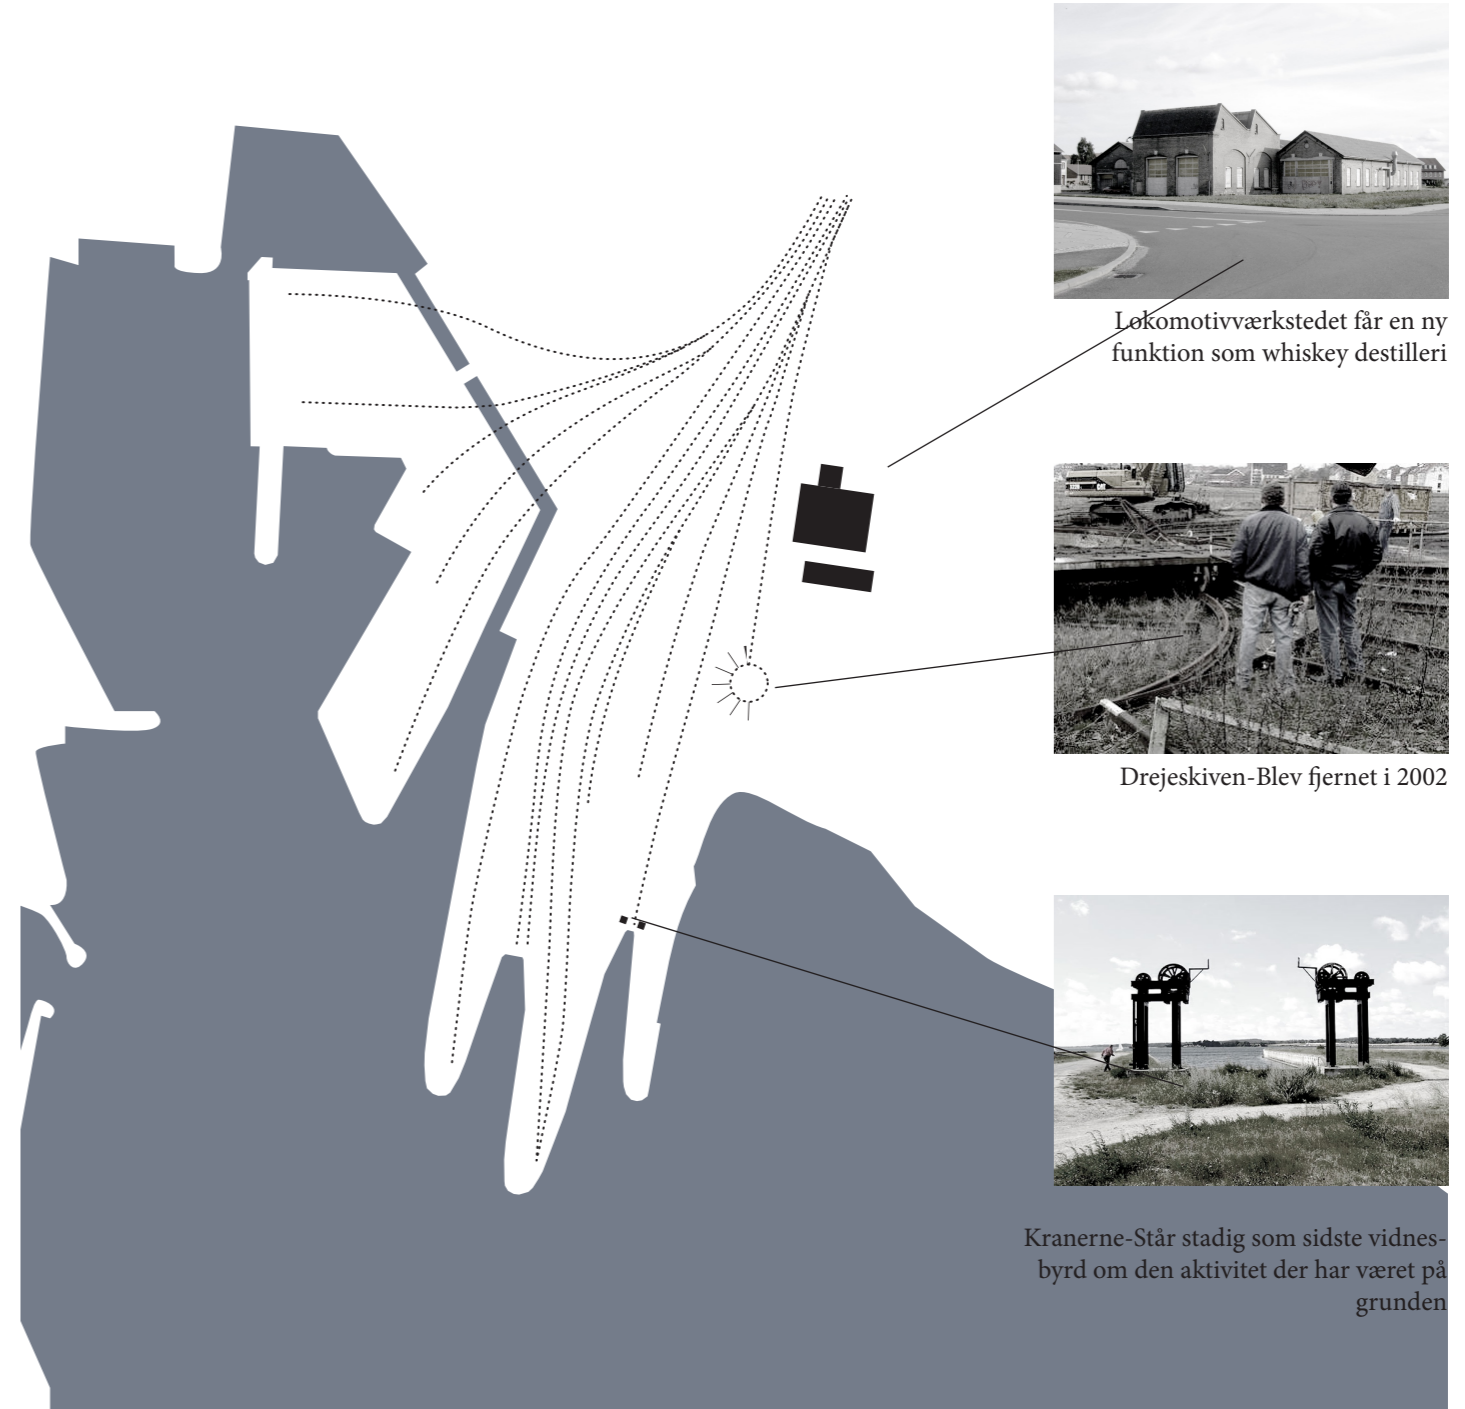 Lokomotivværkstedet får en ny
funktion som whiskey destilleri
Drejeskiven-Blev fjernet i 2002
Kranerne-Står stadig som sidste vidnes-
byrd om den aktivitet der har været på
grunden